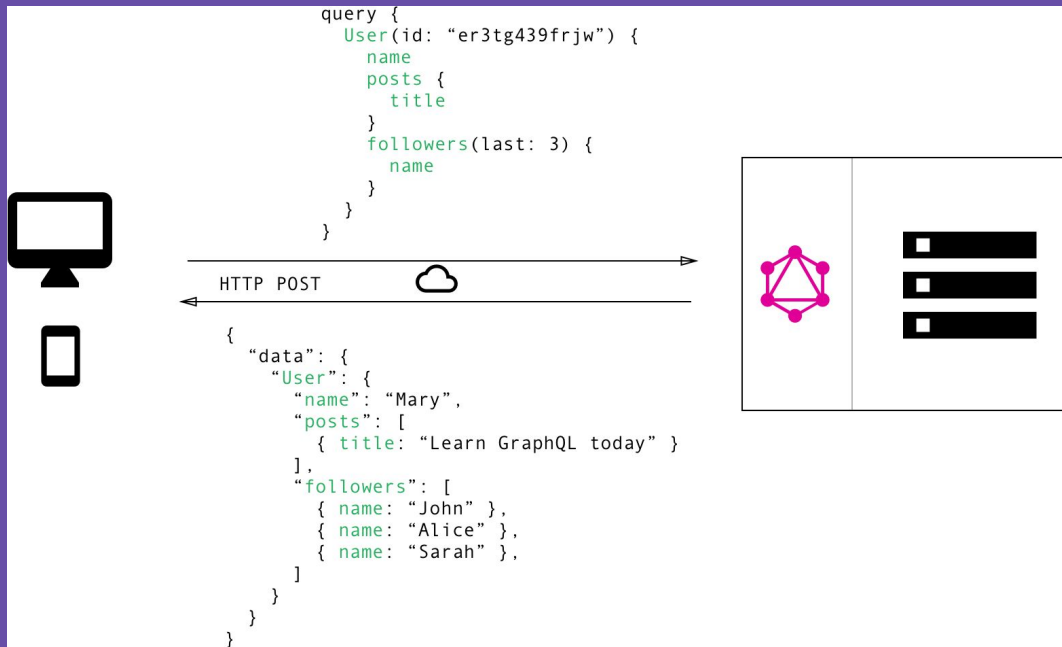 query {
User(id: “er3tg439frjw”) {
name
posts {
title
}
followers(last: 3) {
name
}
}
}
HTTP POST
{
“data”: {
“User”: {
“name”: “Mary”,
“posts”: [
{ title: “Learn GraphQL today” }
],
“followers”: [
{ name: “John” },
{ name: “Alice” },
{ name: “Sarah” },
]
}
}
}